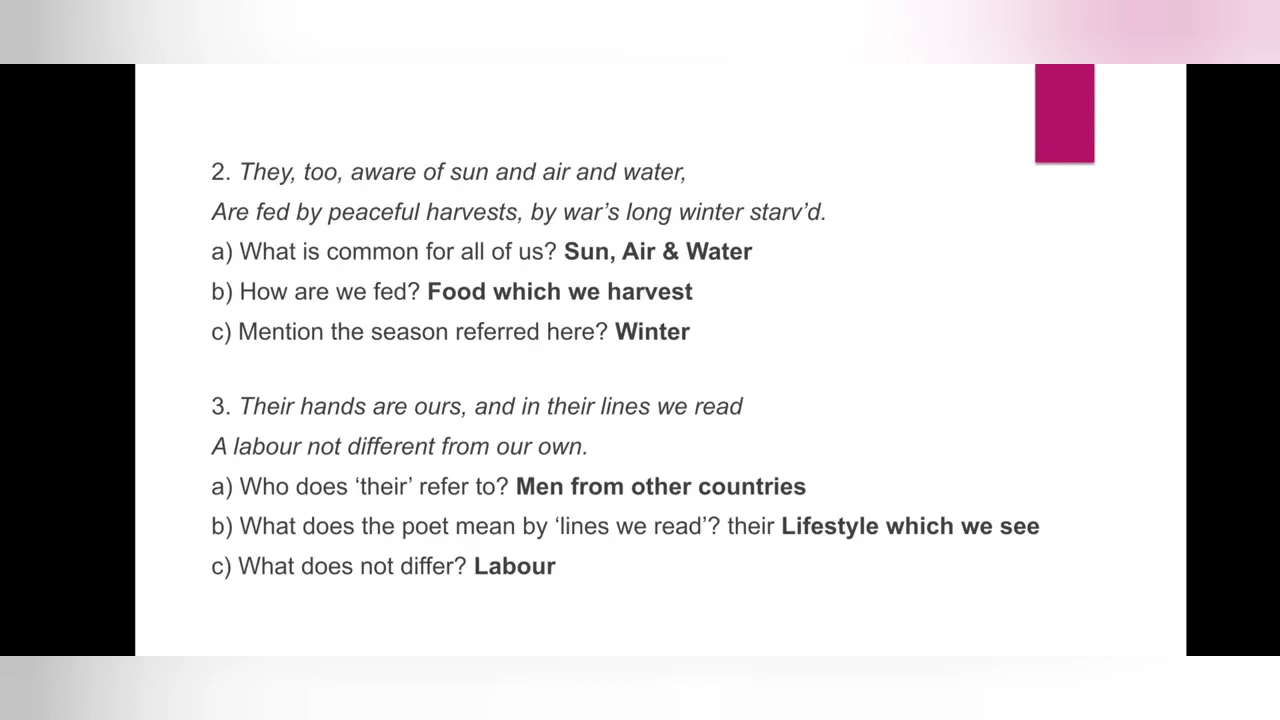 2. They, too, aware of sun and air and water,
Are fed by peaceful harvests, by war’s long winter starv’d.
a) What is common for all of us? Sun, Air & Water
b) How are we fed? Food which we harvest
c) Mention the season referred here? Winter
3. Their hands are ours, and in their lines we read
A labour not different from our own.
a) Who does ‘their’ refer to? Men from other countries
b) What does the poet mean by ‘lines we read’? their Lifestyle which we see
c) What does not differ? Labour